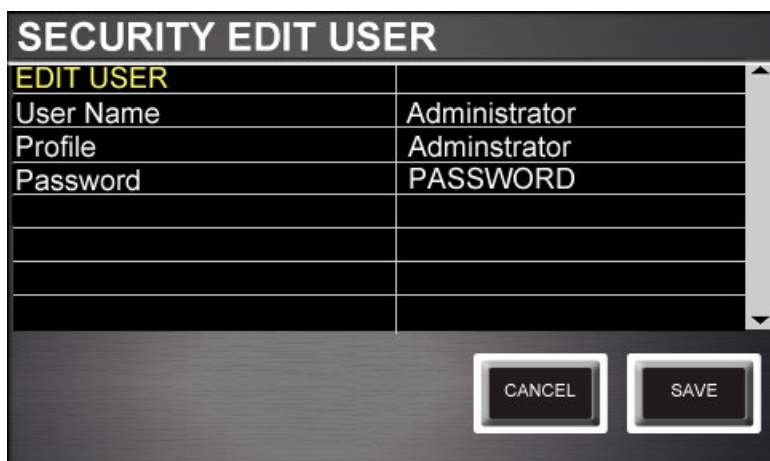 SECURITY EDIT USER
EDIT USER
User Name Administrator
Profile Adminstrator
Password PASSWORD
CANCEL SAVE